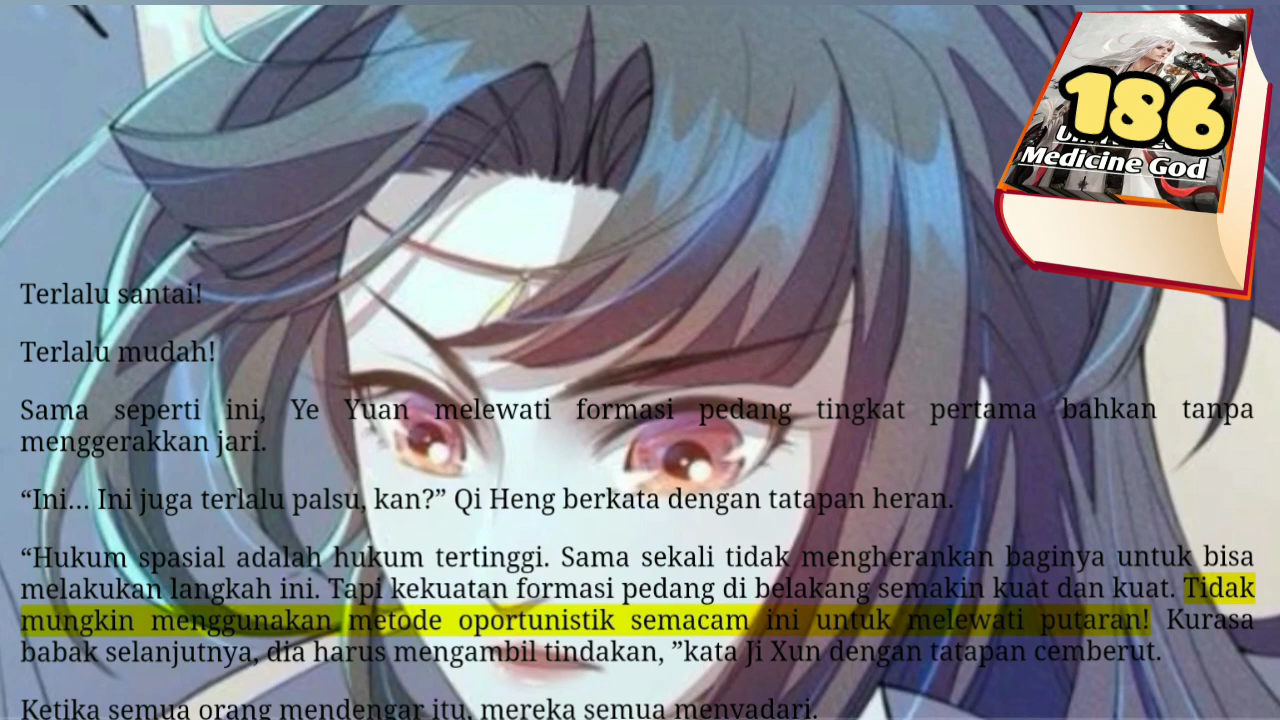 186
Medicine God
Terlalu santai!
Terlalu mudah!
Sama seperti ini, Ye Yuan melewati formasi pedang tingkat pertama bahkan tanpa
menggerakkan jari.
“Ini… Ini juga terlalu palsu, kan?” Qi Heng berkata dengan tatapan heran.
“Hukum spasial adalah hukum tertinggi. Sama sekali tidak mengherankan baginya untuk bisa
melakukan langkah ini. Tapi kekuatan formasi pedang di belakang semakin kuat dan kuat. Tidak
mungkin menggunakan metode oportunistik semacam ini untuk melewati putaran! Kurasa
babak selanjutnya, dia harus mengambil tindakan, ”kata Ji Xun dengan tatapan cemberut.
Ketika semua orang mendengar itu, mereka semua menyadari.